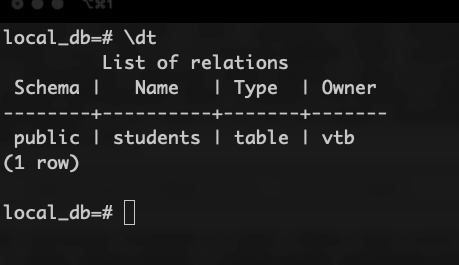 ⌥⌘1
local_db=# \dt
List of relations
Schema | Name | Type | Owner
--------+----------+-------+-------
public | students | table | vtb
(1 row)
local_db=#